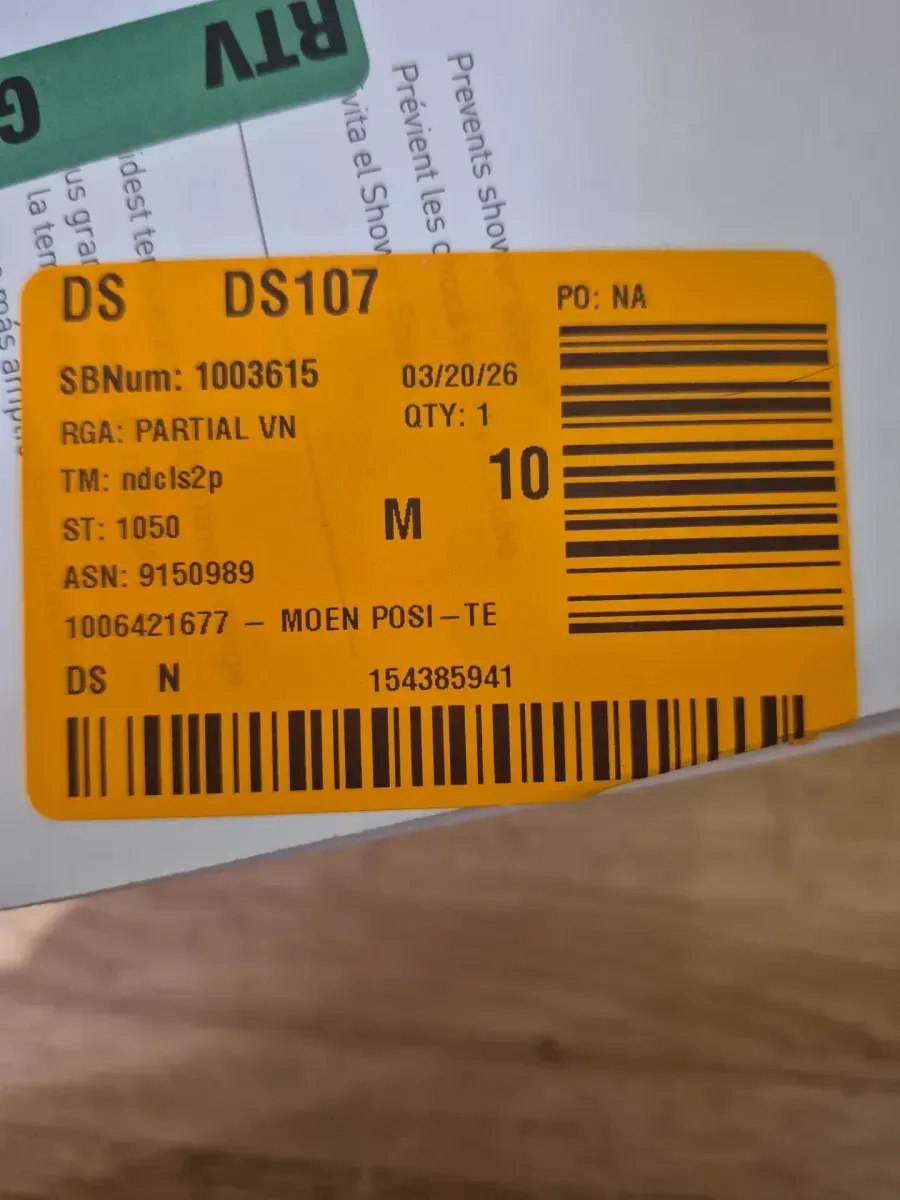 RTV
G
Prevents show
Prévient les c
vita el Show
idest te
us gra
la ter
más ampl
DS DS107
PO: NA
SBNum: 1003615 03/20/26
RGA: PARTIAL VN QTY: 1
TM: ndcls2p 10
ST: 1050 M
ASN: 9150989
1006421677 – MOEN POSI–TE
DS N 154385941